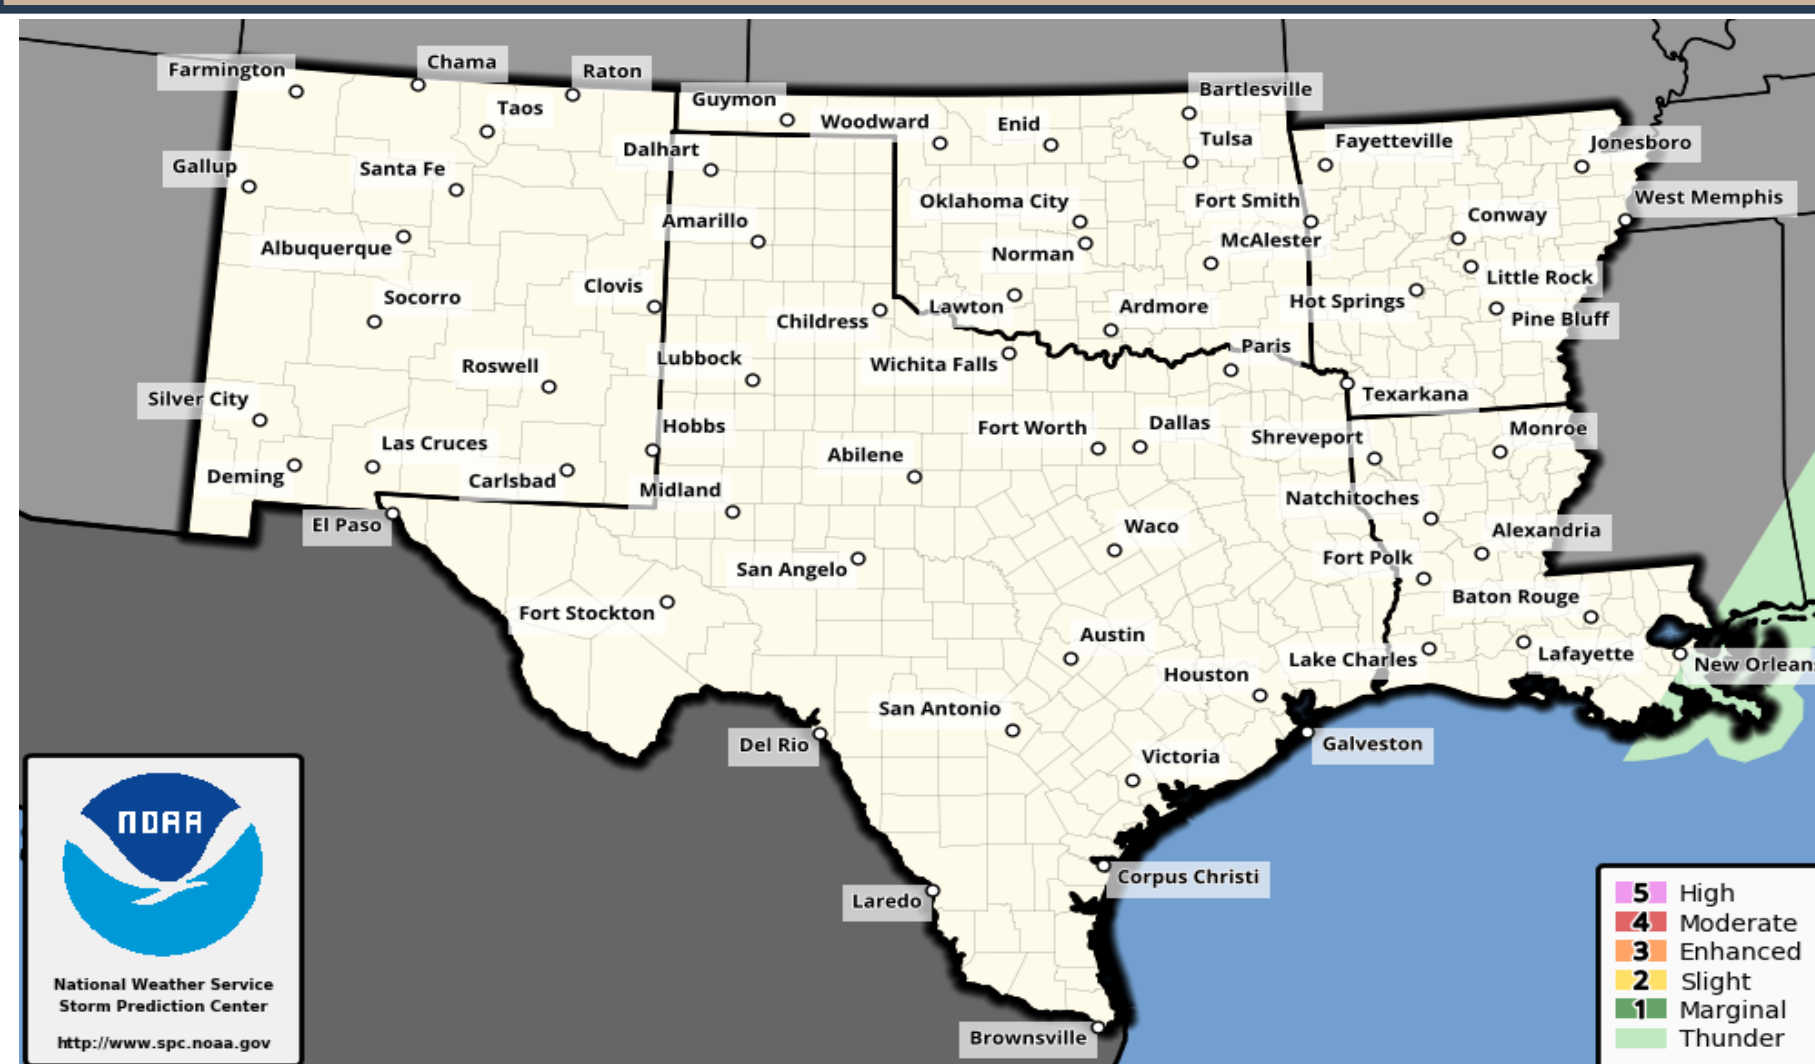 Farmington
Chama
Raton
Taos
Guymon
Woodward
Enid
Bartlesville
Tulsa
Fayetteville
Jonesboro
Gallup
Santa Fe
Dalhart
Amarillo
Oklahoma City
Fort Smith
Conway
West Memphis
Albuquerque
Norman
McAlester
Little Rock
Socorro
Clovis
Childress
Lawton
Ardmore
Hot Springs
Pine Bluff
Roswell
Lubbock
Wichita Falls
Paris
Texarkana
Silver City
Las Cruces
Hobbs
Abilene
Fort Worth
Dallas
Shreveport
Monroe
Deming
Carlsbad
Midland
Natchitoches
El Paso
San Angelo
Waco
Fort Polk
Alexandria
Fort Stockton
Austin
Baton Rouge
Houston
Lake Charles
Lafayette
New Orleans
San Antonio
Del Rio
Victoria
Galveston
Laredo
Corpus Christi
Brownsville
NOAA
National Weather Service
Storm Prediction Center
http://www.spc.noaa.gov
5 High
4 Moderate
3 Enhanced
2 Slight
1 Marginal
Thunder